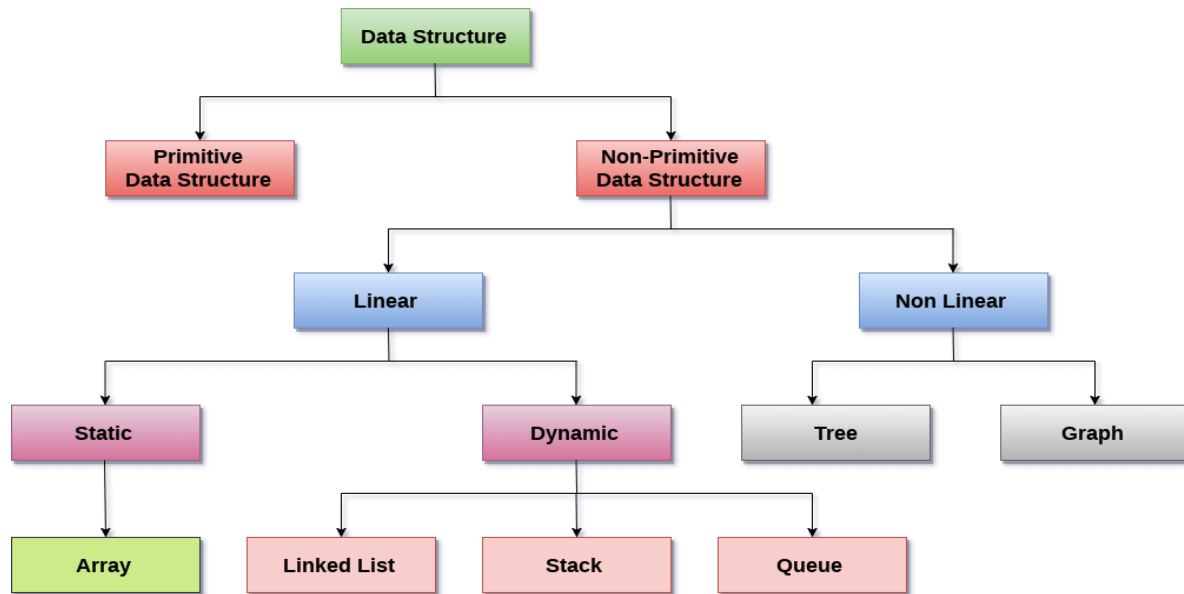 Data Structure
Primitive
Data Structure
Non-Primitive
Data Structure
Linear
Non Linear
Static
Dynamic
Tree
Graph
Array
Linked List
Stack
Queue